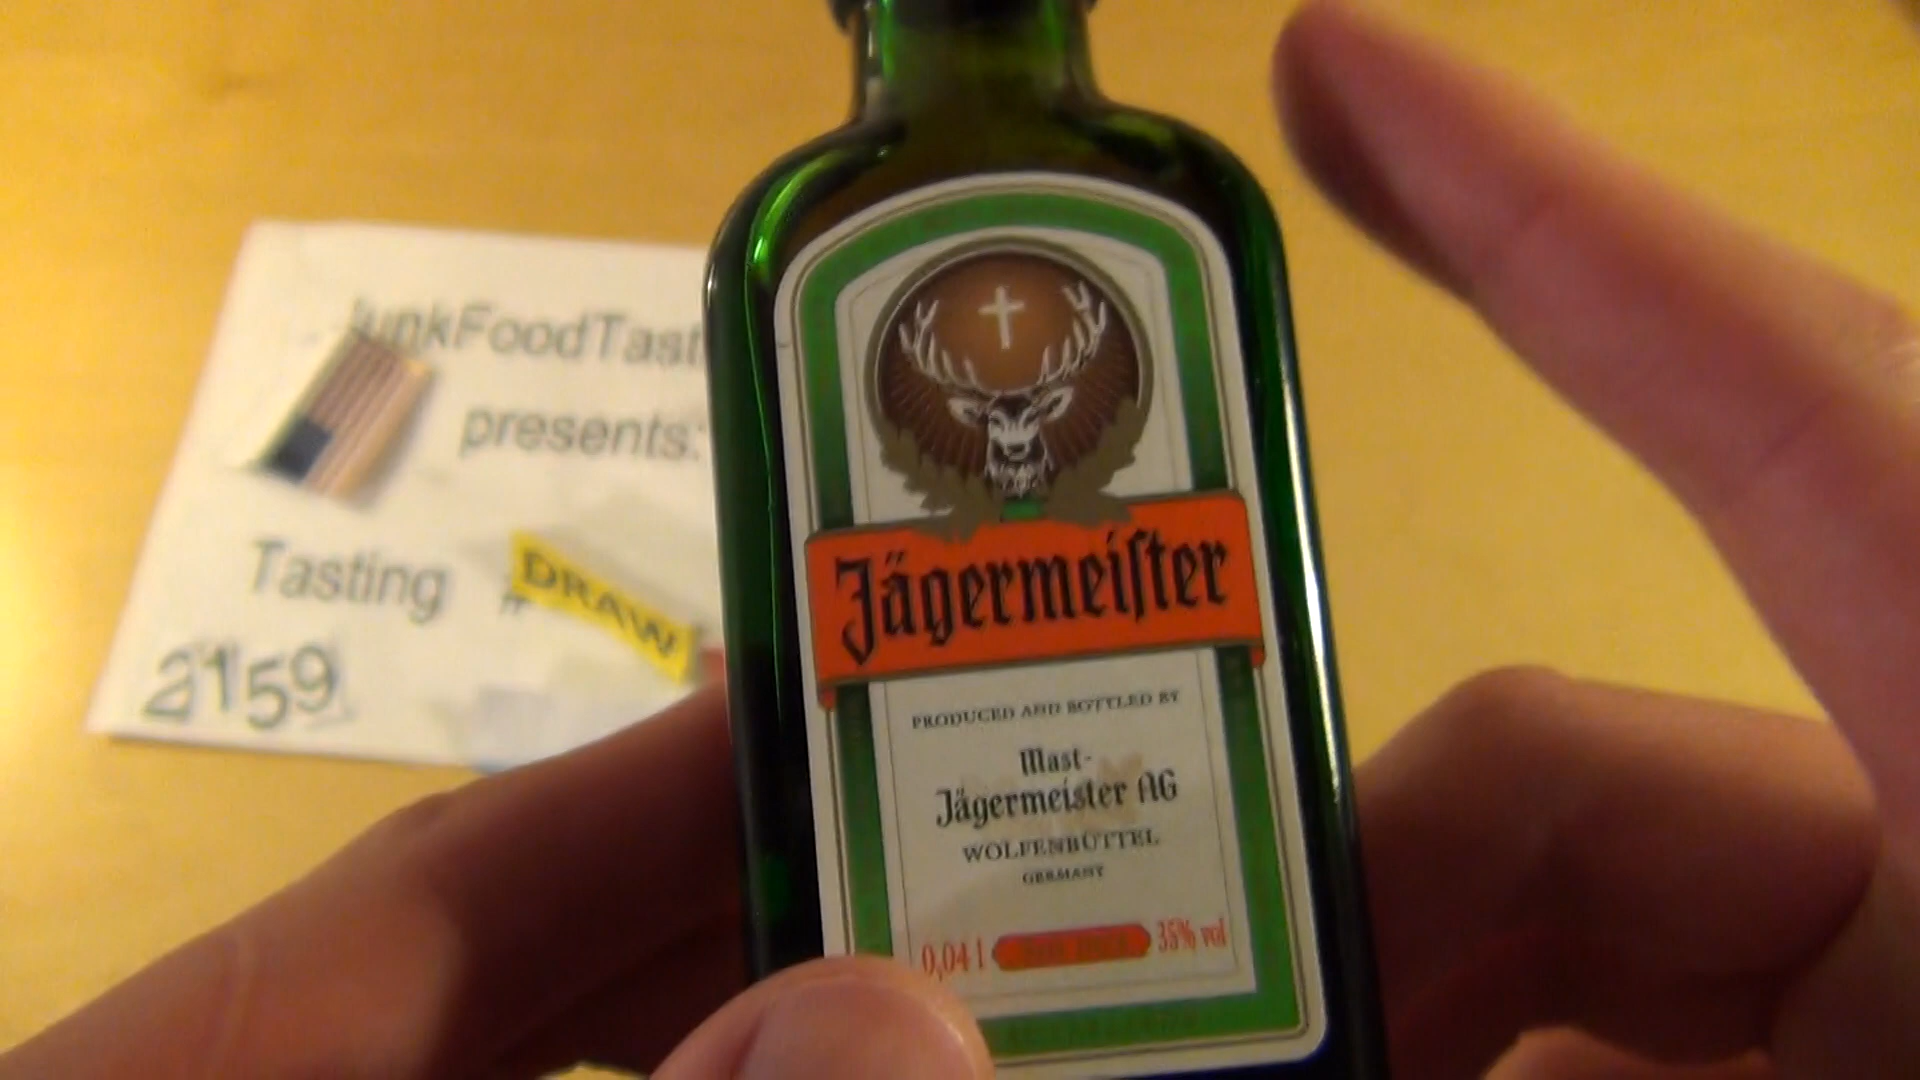 JunkFoodTast
presents:
Tasting #
DRAW
2159
Jägermeiſter
PRODUCED AND BOTTLED BY
Mast-
Jägermeister AG
WOLFENBÜTTEL
GERMANY
0,04 l
35% vol